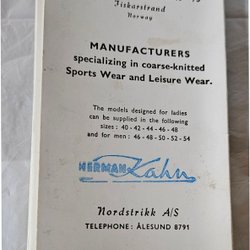 Fiskarstrand
Norway
MANUFACTURERS
specializing in coarse-knitted
Sports Wear and Leisure Wear.
The models designed for ladies
can be supplied in the following
sizes: 40 - 42 - 44 - 46 - 48
and for men: 46 - 48 - 50 - 52 - 54
HERMAN Kahn
Nordstrikk A/S
TELEPHONE: ÅLESUND 8791